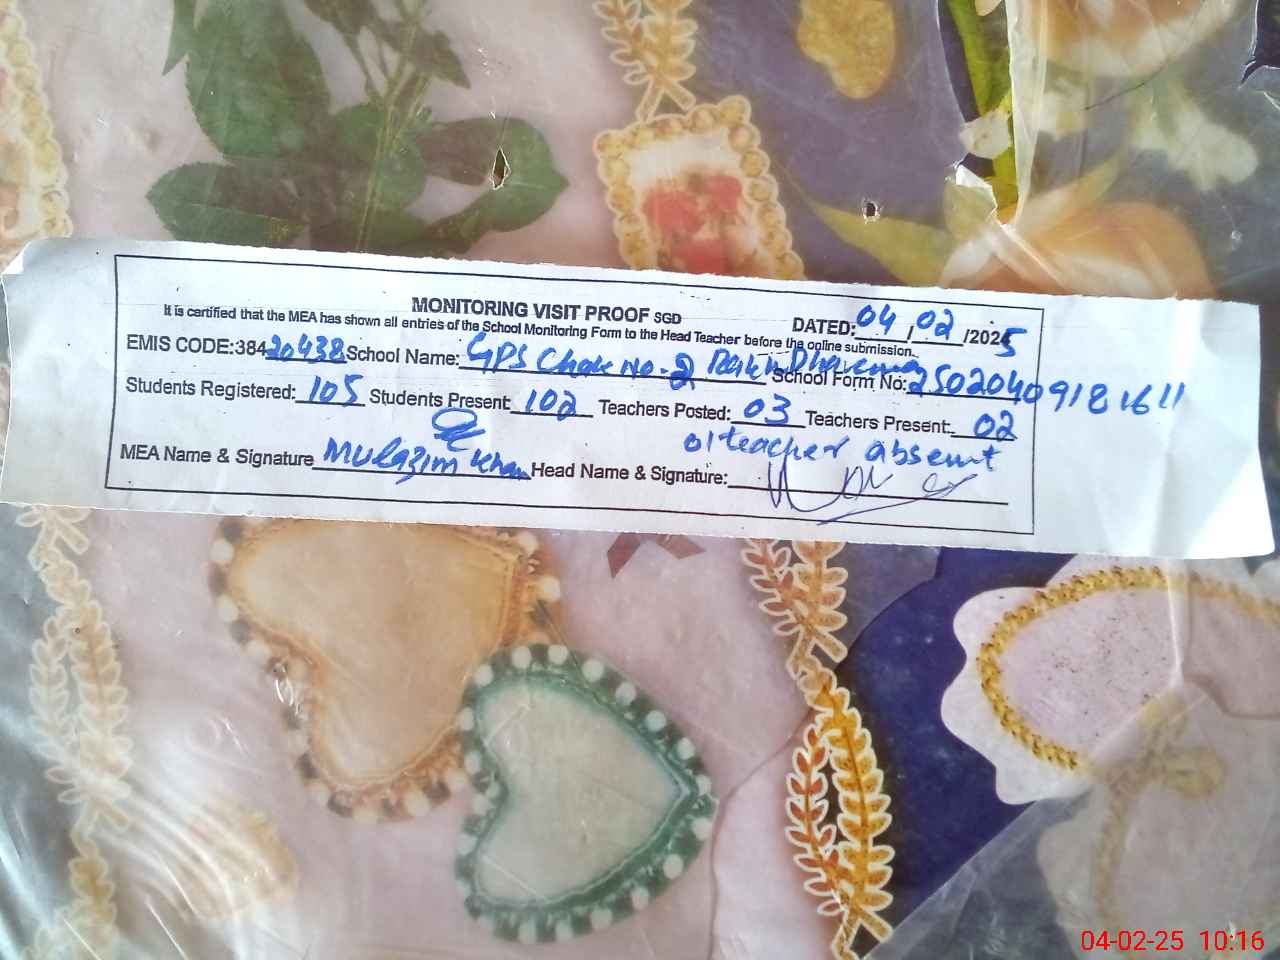 MONITORING VISIT PROOF SGD DATED: 04/02/2025
It is certified that the MEA has shown all entries of the School Monitoring Form to the Head Teacher before the online submission.
EMIS CODE:38420438 School Name: GPS Chak No. 2 School Form No: 2502040918 1611
Students Registered: 105 Students Present: 102 Teachers Posted: 03 Teachers Present: 02
01 teacher absent
MEA Name & Signature Mulazim Khan Head Name & Signature:
04-02-25 10:16